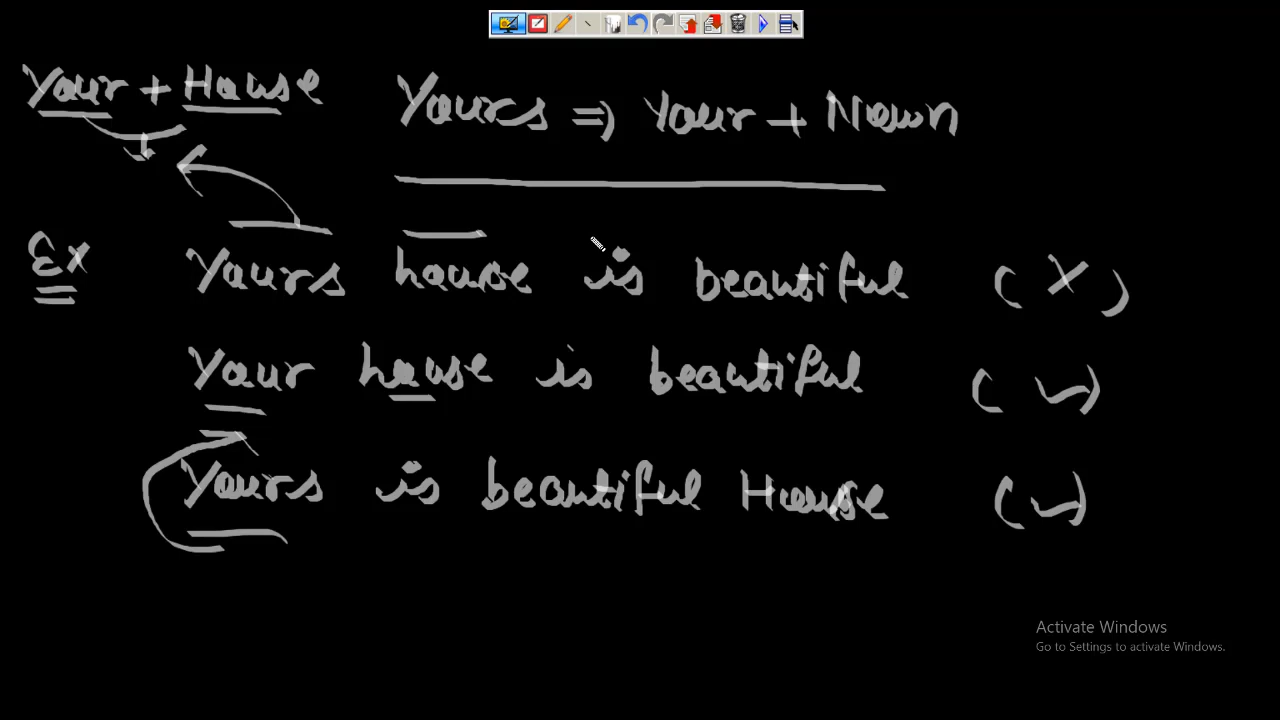 Your + House
Yours ⇒ Your + Noun
Ex Yours house is beautiful (X)
Your house is beautiful (✓)
Yours is beautiful House (✓)
Activate Windows
Go to Settings to activate Windows.